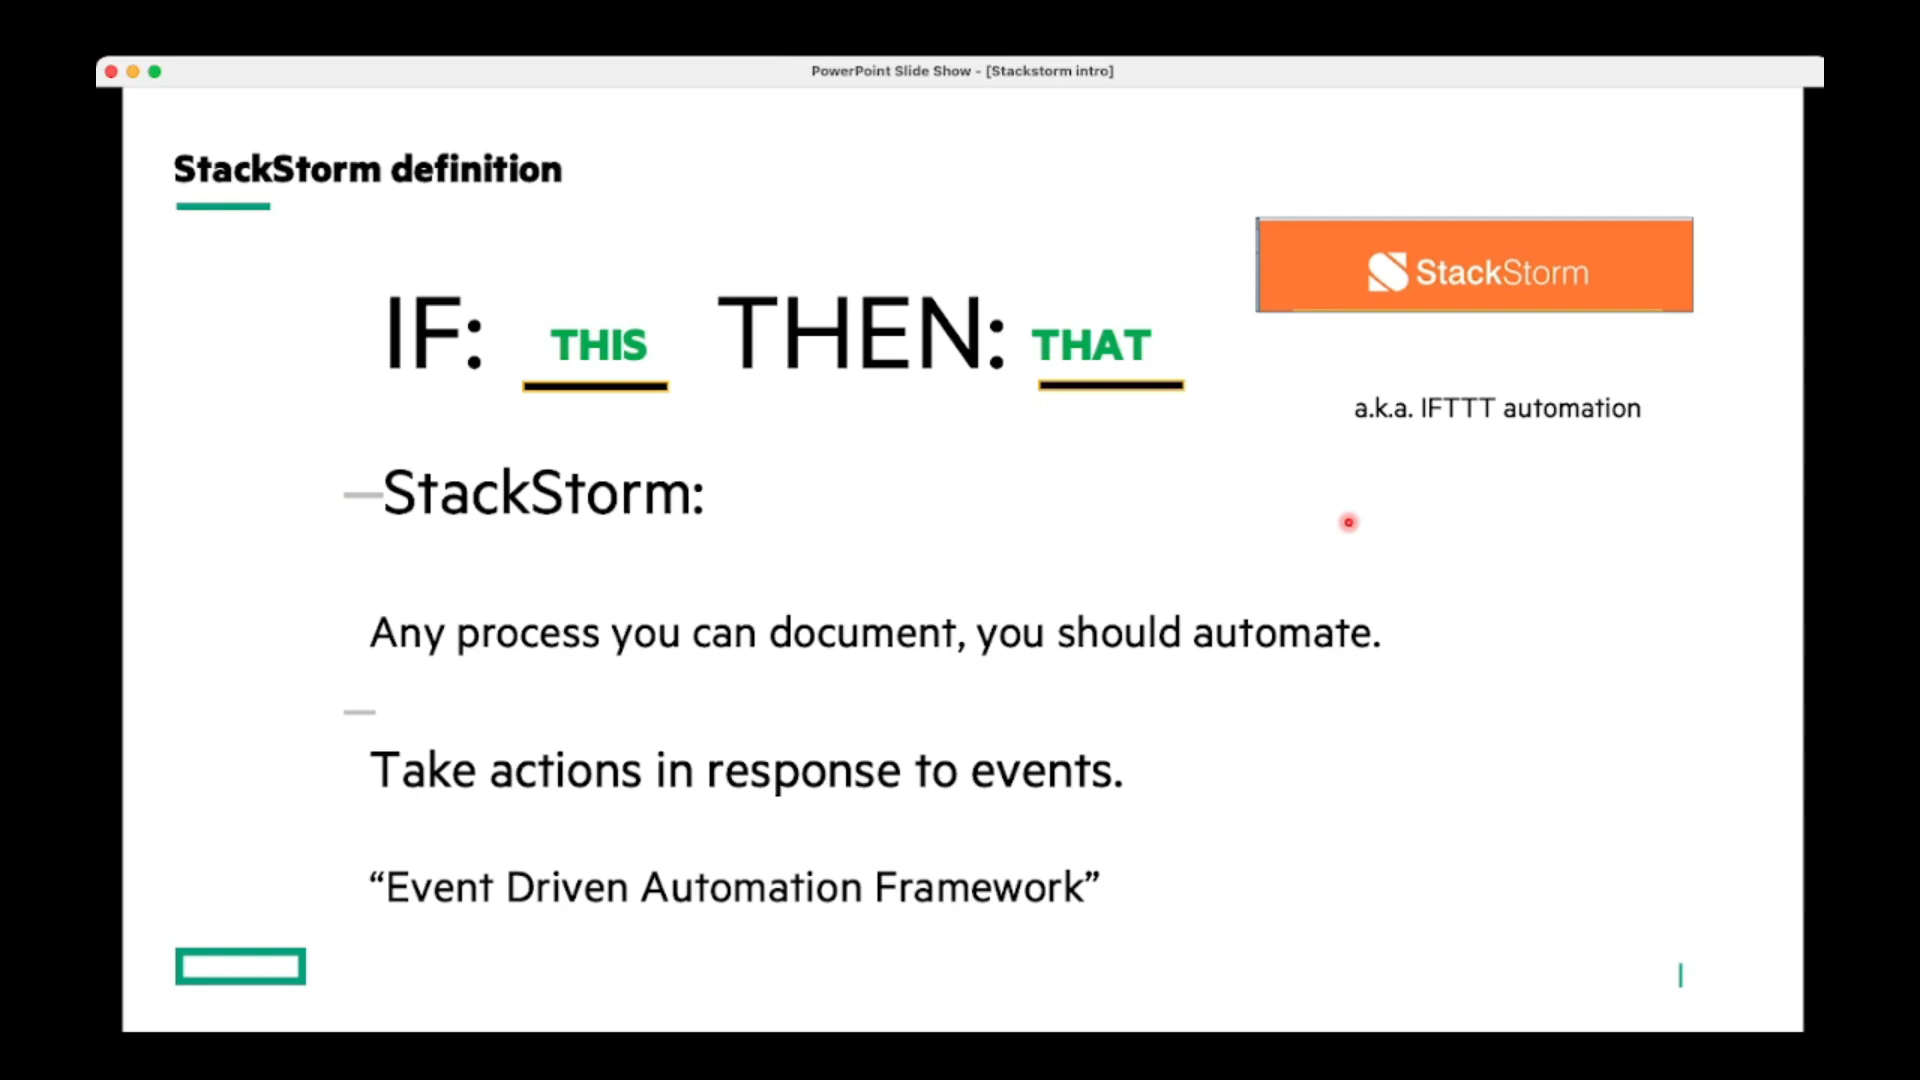 PowerPoint Slide Show - [Stackstorm intro]
StackStorm definition
StackStorm
IF: THIS THEN: THAT
a.k.a. IFTTT automation
—StackStorm:
Any process you can document, you should automate.
—
Take actions in response to events.
“Event Driven Automation Framework”